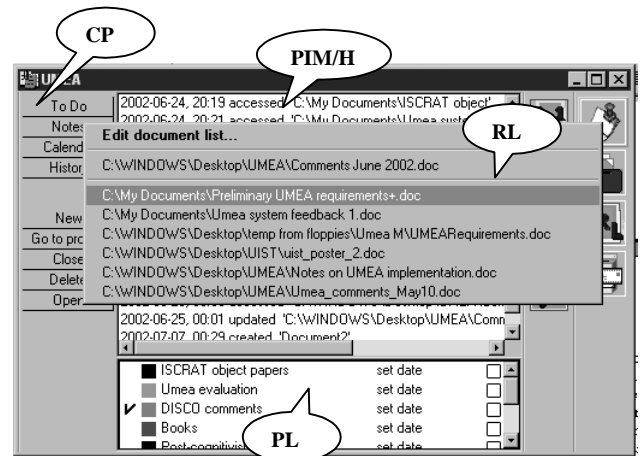 CP
PIM/H
UMEA
To Do
2002-06-24, 20:19 accessed 'C:\My Documents\ISCRAT object'
Notes
2002-06-24, 20:21 accessed 'C:\My Documents\Umea
RL
Edit document list...
C:\WINDOWS\Desktop\UMEA\Comments June 2002.doc
C:\My Documents\Preliminary UMEA requirements+.doc
C:\My Documents\Umea system feedback 1.doc
New
C:\WINDOWS\Desktop\temp from floppies\Umea M\UMEARequirements.doc
Go to
C:\WINDOWS\Desktop\UIST\uist_poster_2.doc
Close
C:\WINDOWS\Desktop\UMEA\Notes on UMEA implementation.doc
Delete
C:\WINDOWS\Desktop\UMEA\Umea_comments_May10.doc
Open
2002-06-25, 00:01 updated 'C:\WINDOWS\Desktop\UMEA\Comm
2002-07-07, 00:29 created 'Document2'
ISCRAT object papers set date
Umea evaluation set date
DISCO comments set date
Books set date
PL
set date